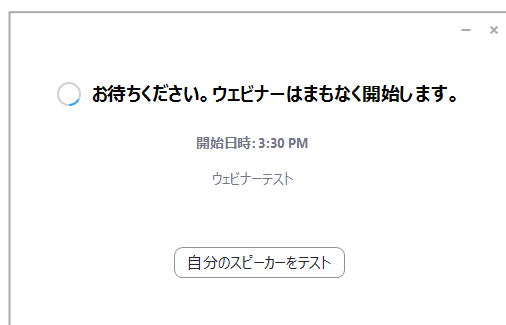 お待ちください。ウェビナーはまもなく開始します。
開始日時: 3:30 PM
ウェビナーテスト
自分のスピーカーをテスト